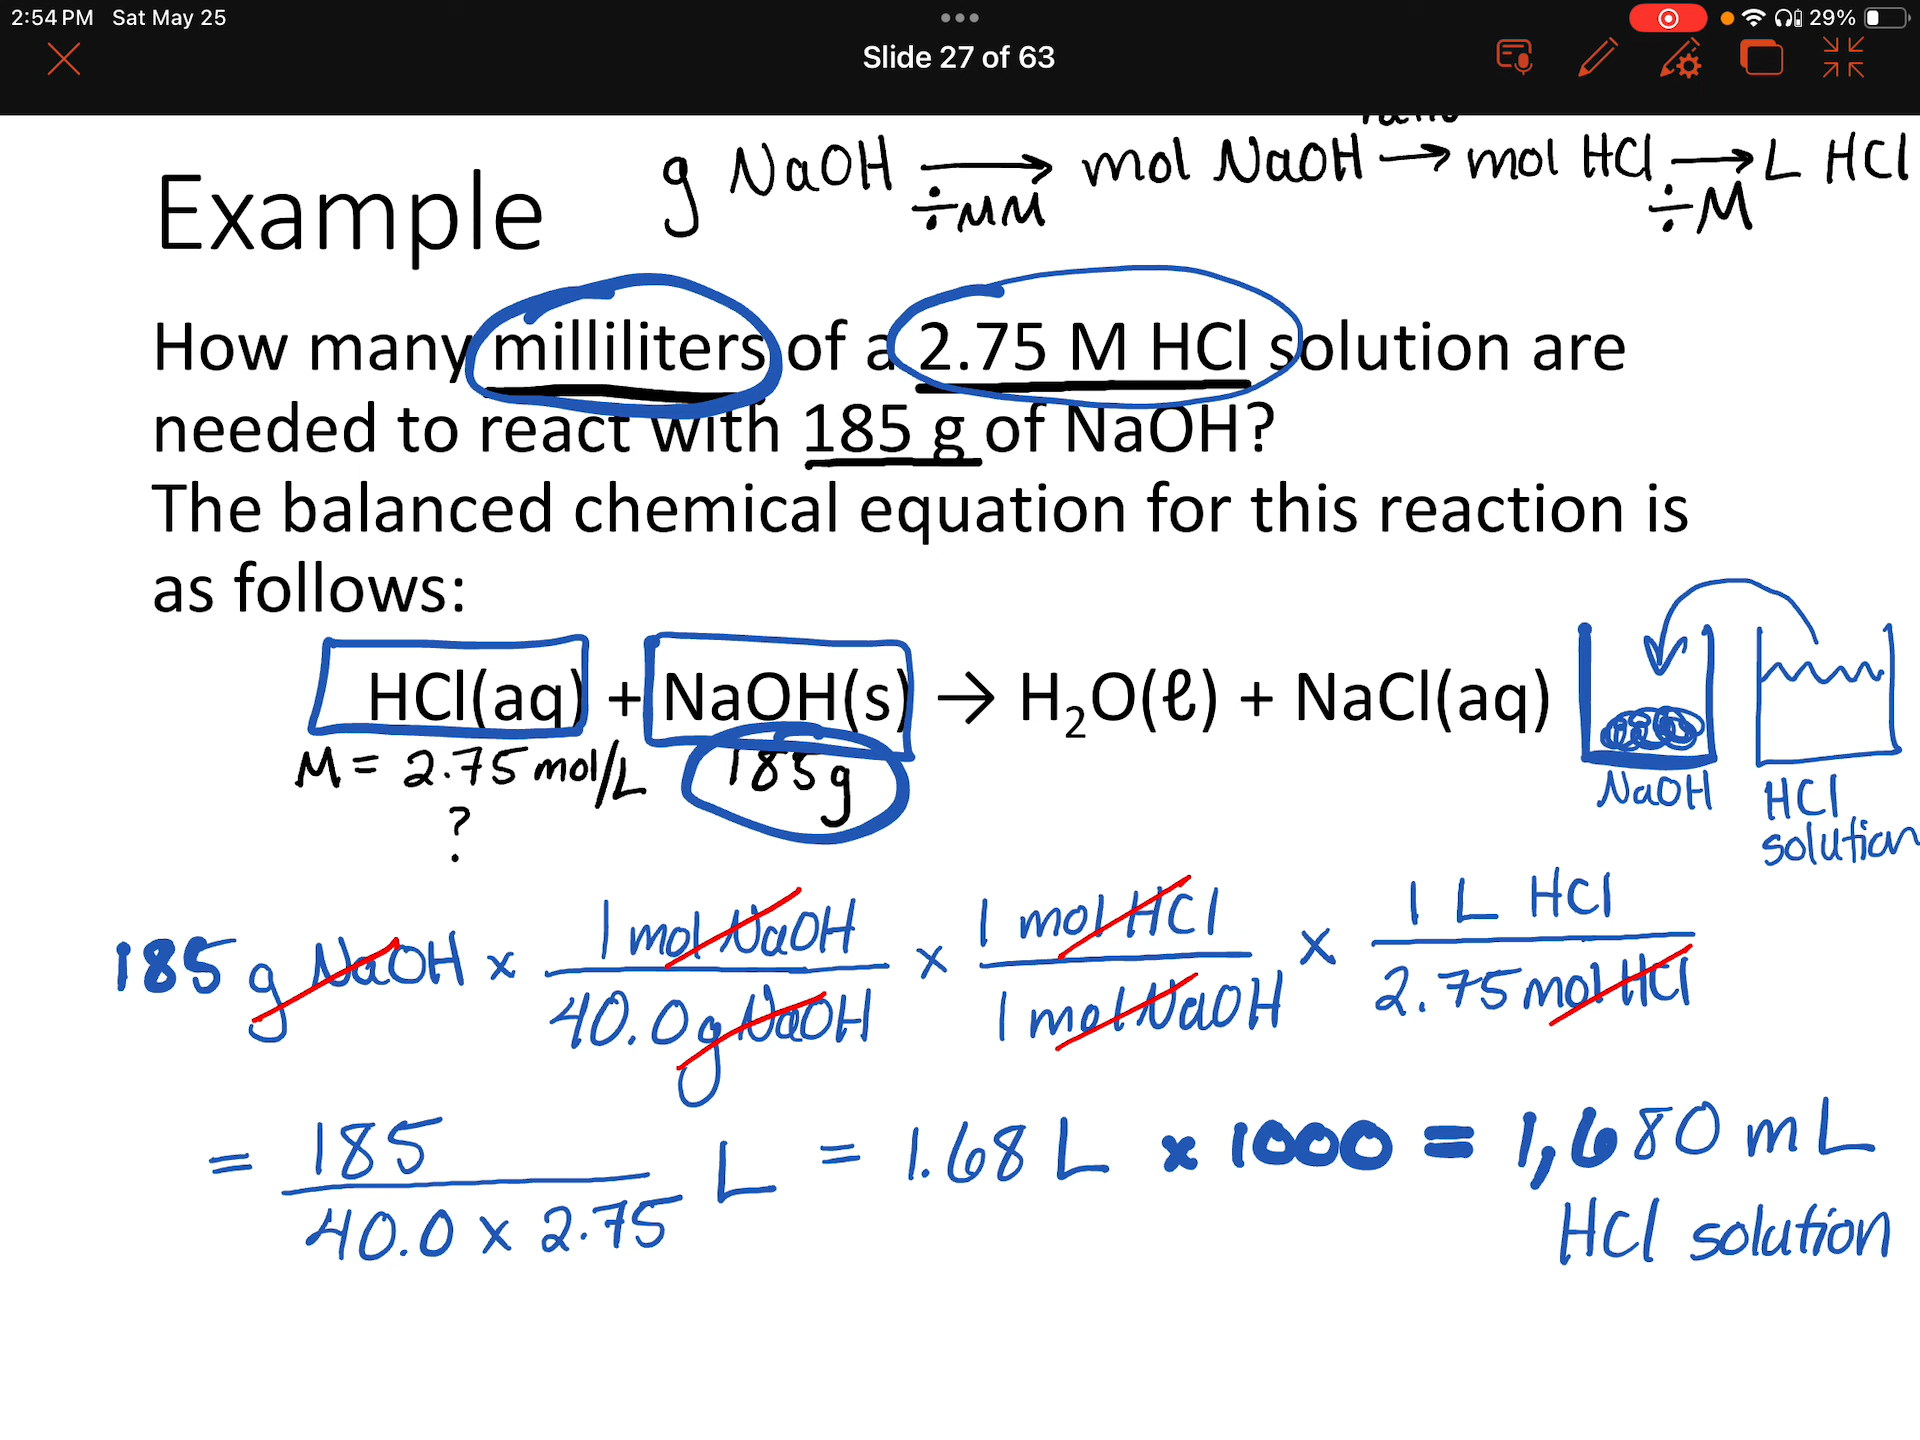 2:54 PM Sat May 25
29%
Slide 27 of 63
Example
g NaOH → mol NaOH → mol HCl → L HCl
÷MM ÷M
How many milliliters of a 2.75 M HCl solution are
needed to react with 185 g of NaOH?
The balanced chemical equation for this reaction is
as follows:
HCl(aq) + NaOH(s) → H₂O(ℓ) + NaCl(aq)
M = 2.75 mol/L 185 g
?
NaOH HCl
solution
185 g NaOH × 1 mol NaOH / 40.0 g NaOH × 1 mol HCl / 1 mol NaOH × 1 L HCl / 2.75 mol HCl
= 185 / 40.0 × 2.75 L = 1.68 L × 1000 = 1,680 mL
HCl solution